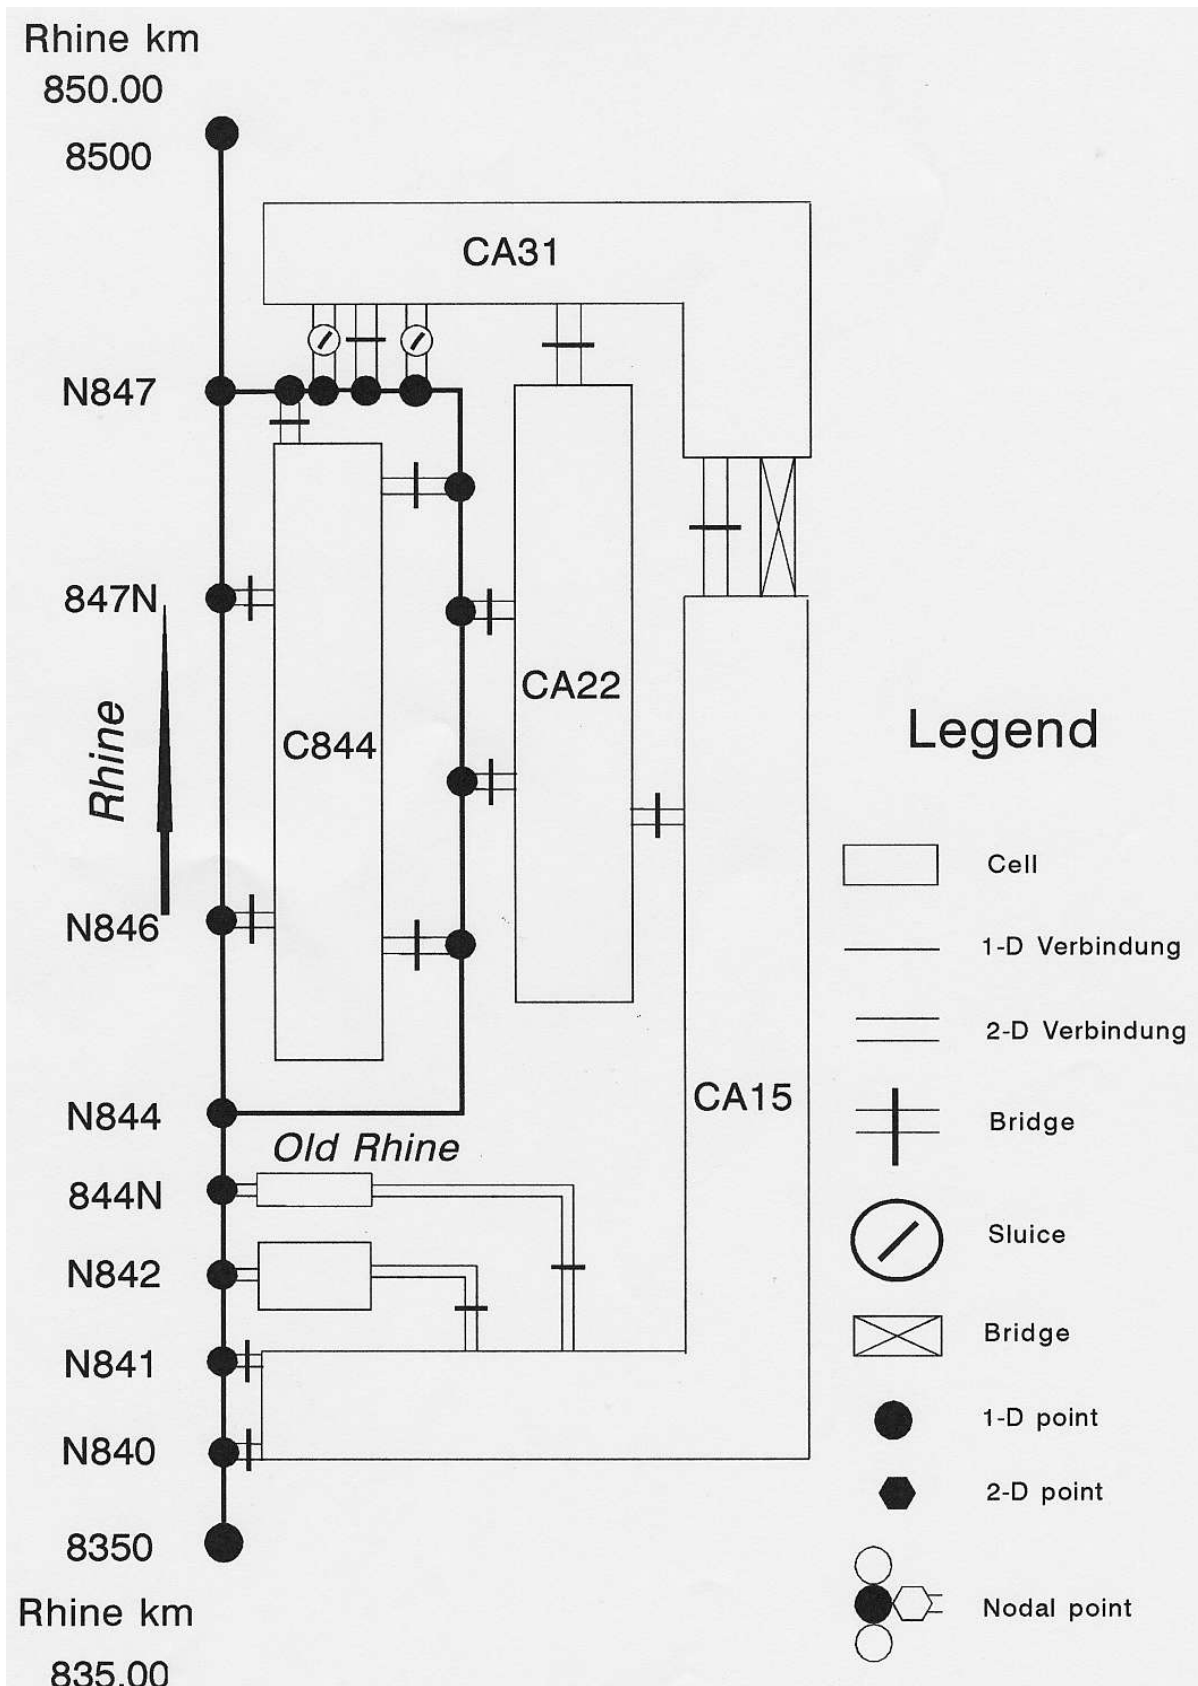 Rhine km
850.00
8500
CA31
N847
847N
CA22
Rhine
C844
Legend
Cell
N846
1-D Verbindung
2-D Verbindung
CA15
N844
Bridge
Old Rhine
844N
Sluice
N842
Bridge
N841
1-D point
N840
2-D point
8350
Rhine km
Nodal point
835.00